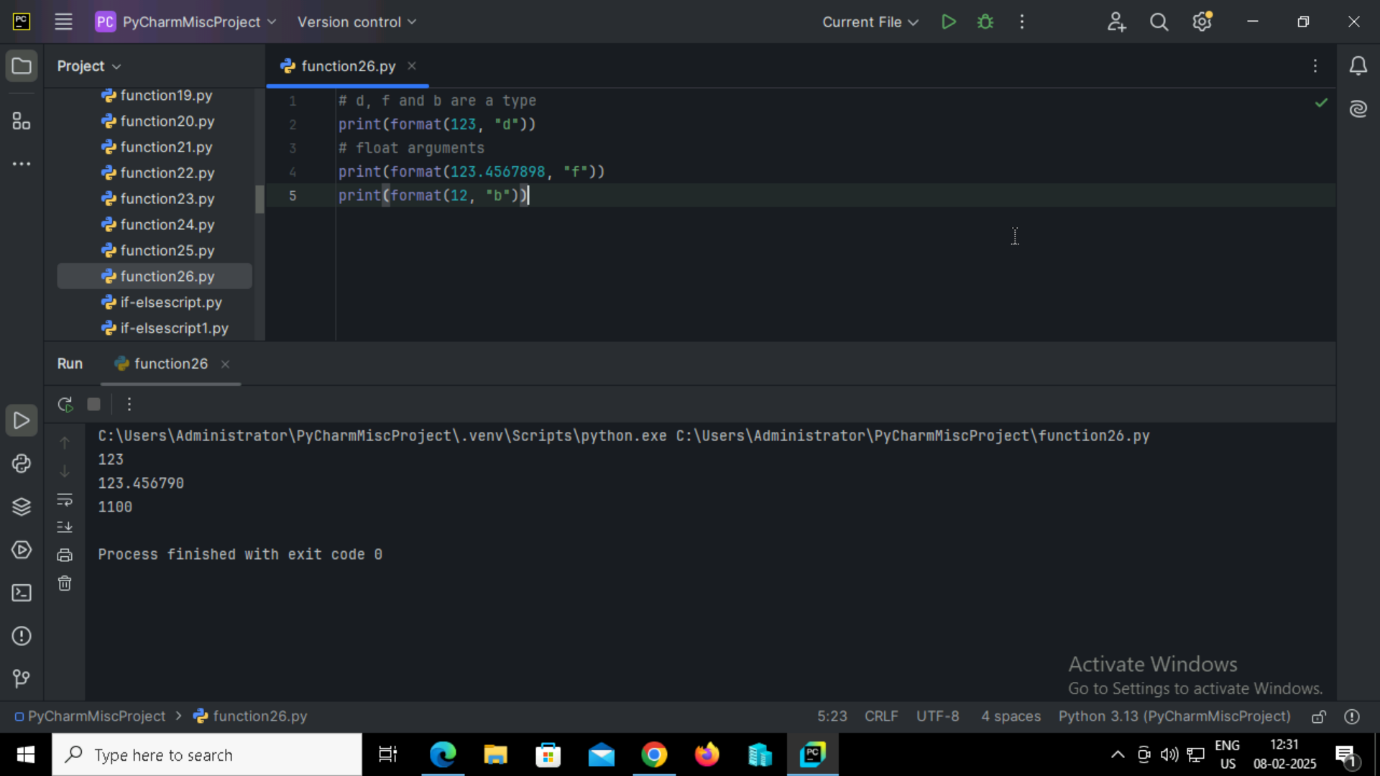 PC PyCharmMiscProject Version control Current File
Project function26.py
function19.py
function20.py
function21.py
function22.py
function23.py
function24.py
function25.py
function26.py
if-elsescript.py
if-elsescript1.py
1 # d, f and b are a type
2 print(format(123, "d"))
3 # float arguments
4 print(format(123.4567898, "f"))
5 print(format(12, "b"))
Run function26
C:\Users\Administrator\PyCharmMiscProject\.venv\Scripts\python.exe C:\Users\Administrator\PyCharmMiscProject\function26.py
123
123.456790
1100
Process finished with exit code 0
Activate Windows
Go to Settings to activate Windows.
PyCharmMiscProject > function26.py 5:23 CRLF UTF-8 4 spaces Python 3.13 (PyCharmMiscProject)
Type here to search PC ENG 12:31
US 08-02-2025 1